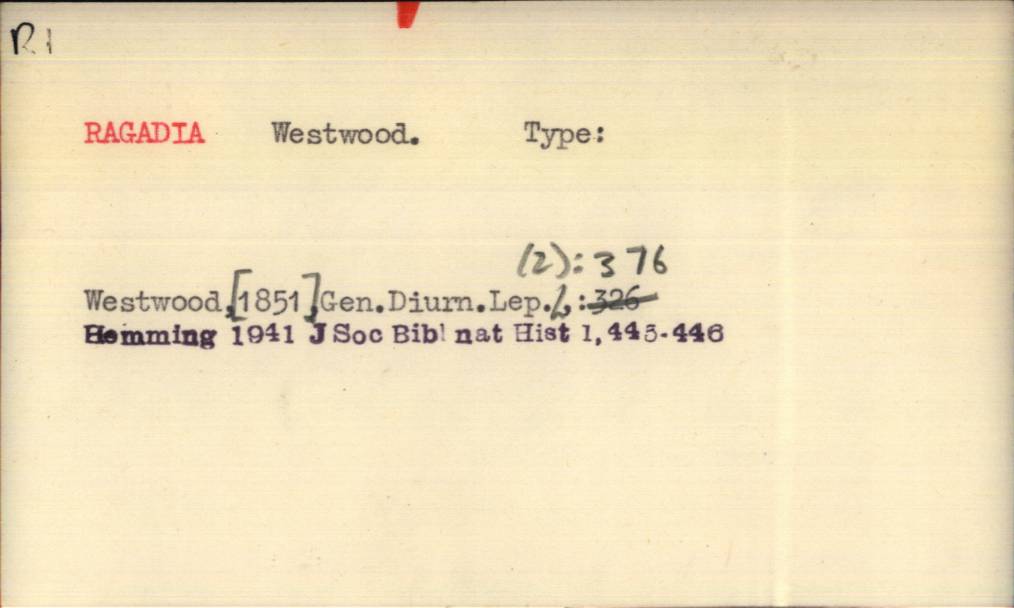 R1
RAGADIA Westwood. Type:
(2):376
Westwood,[1851],Gen.Diurn.Lep. :326
Hemming 1941 J Soc Bibl nat Hist 1, 445-446